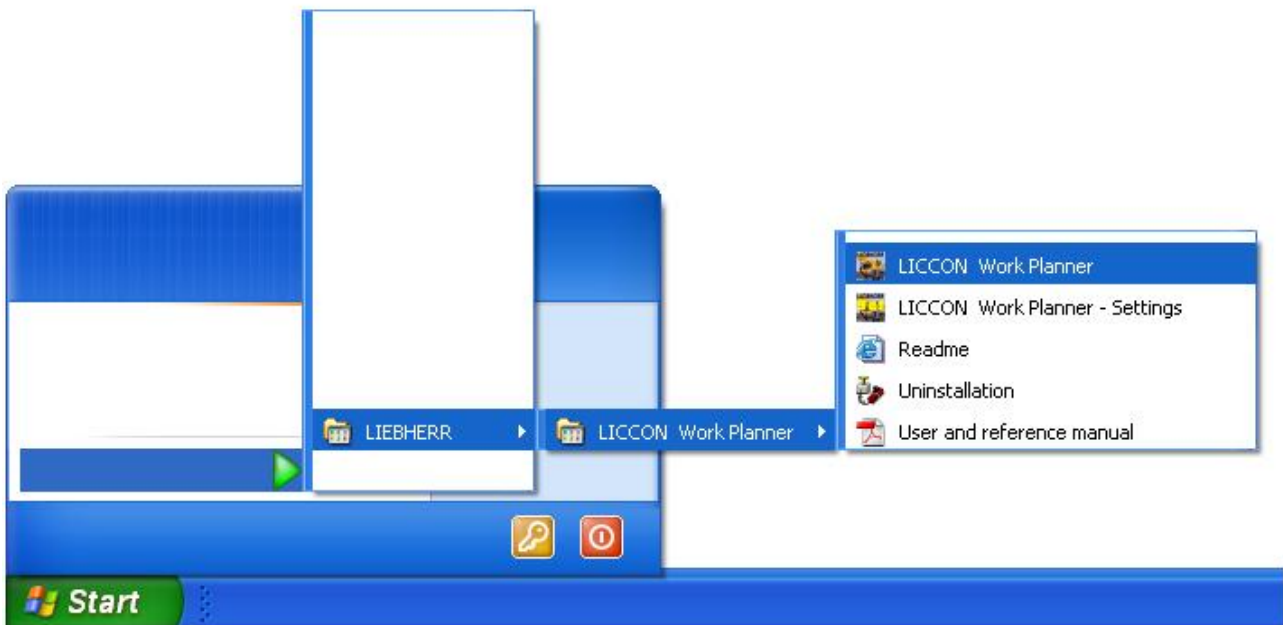 LICCON Work Planner
LICCON Work Planner - Settings
Readme
Uninstallation
LIEBHERR
LICCON Work Planner
User and reference manual
Start